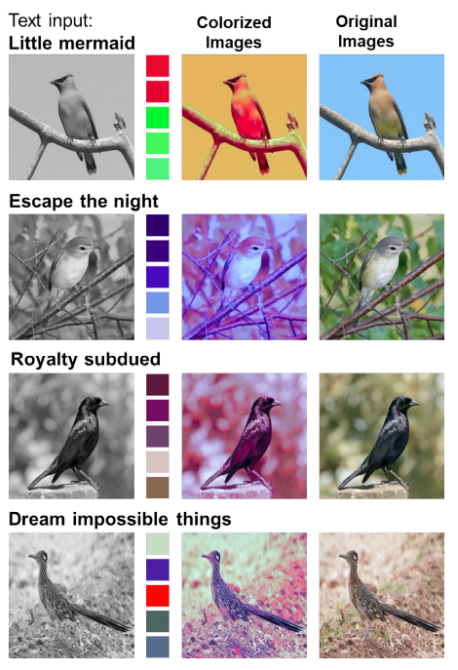 Text input:
Little mermaid
Colorized
Images
Original
Images
Escape the night
Royalty subdued
Dream impossible things